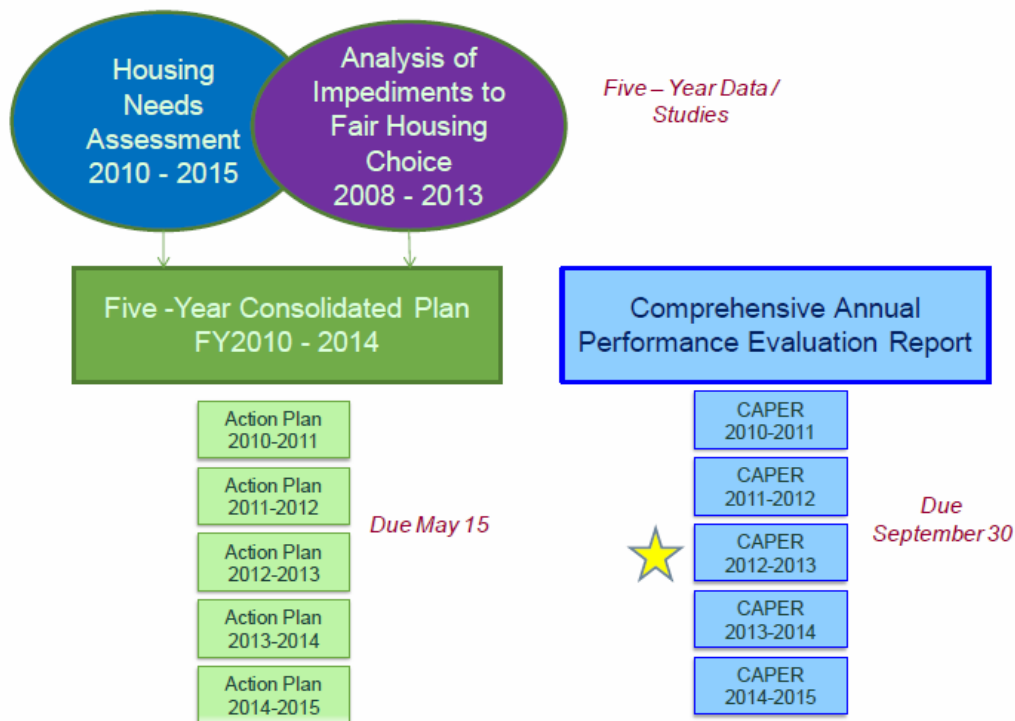 Housing
Needs
Assessment
2010 - 2015
Analysis of
Impediments to
Fair Housing
Choice
2008 - 2013
Five – Year Data /
Studies
Five -Year Consolidated Plan
FY2010 - 2014
Comprehensive Annual
Performance Evaluation Report
Action Plan
2010-2011
Action Plan
2011-2012
Action Plan
2012-2013
Action Plan
2013-2014
Action Plan
2014-2015
Due May 15
CAPER
2010-2011
CAPER
2011-2012
CAPER
2012-2013
CAPER
2013-2014
CAPER
2014-2015
Due
September 30